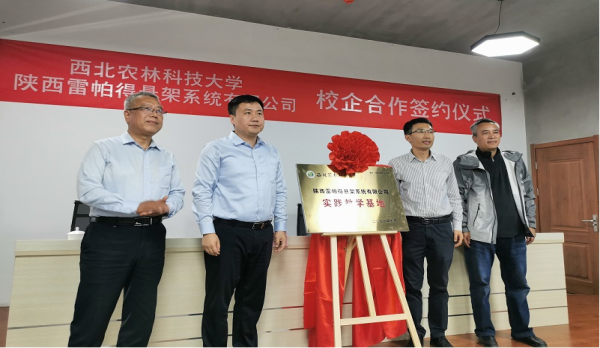 西北农林科技大学
陕西雷帕得悬架系统有限公司
校企合作签约仪式
陕西雷帕得悬架系统有限公司
实践科学基地